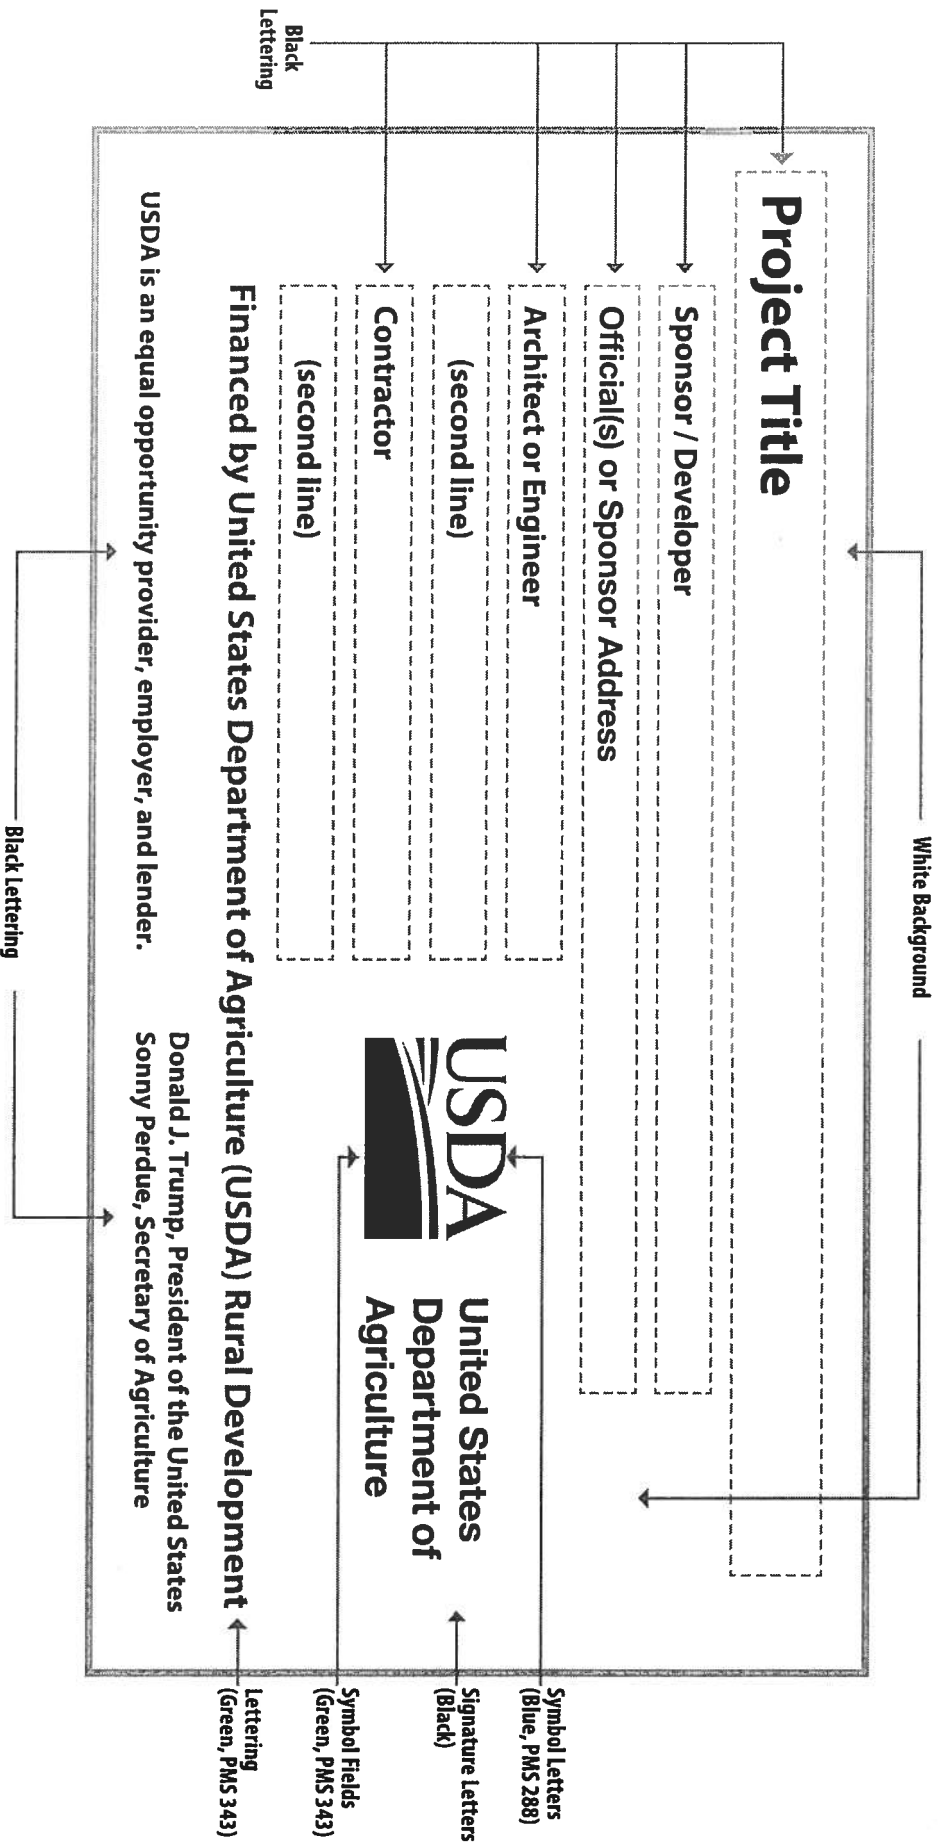 White Background
Project Title
Sponsor / Developer
Official(s) or Sponsor Address
Architect or Engineer
(second line)
Contractor
(second line)
Black
Lettering
USDA
United States
Department of
Agriculture
Symbol Letters
(Blue, PMS 288)
Signature Letters
(Black)
Symbol Fields
(Green, PMS 343)
Financed by United States Department of Agriculture (USDA) Rural Development
Lettering
(Green, PMS 343)
USDA is an equal opportunity provider, employer, and lender.
Donald J. Trump, President of the United States
Sonny Perdue, Secretary of Agriculture
Black Lettering